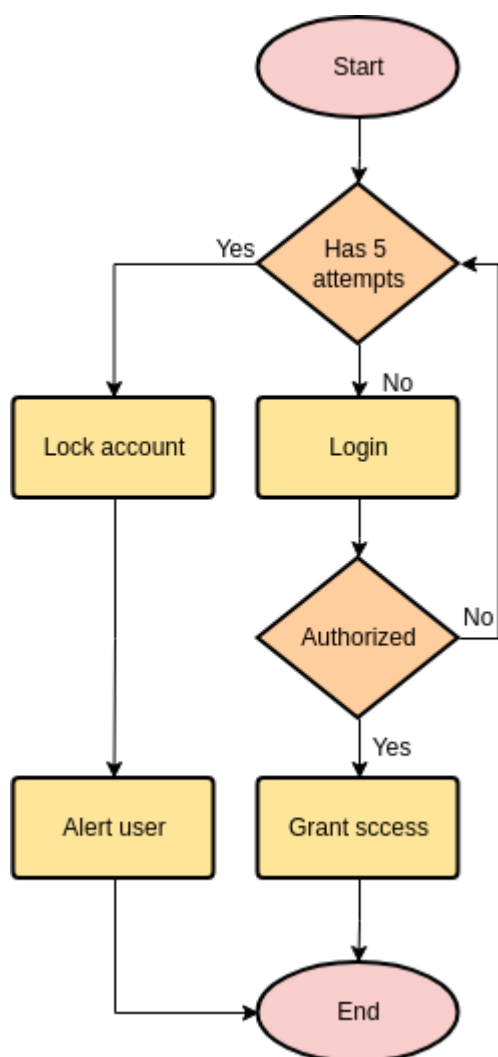 Start
Yes
Has 5
attempts
No
Lock account
Login
Authorized
No
Yes
Alert user
Grant sccess
End